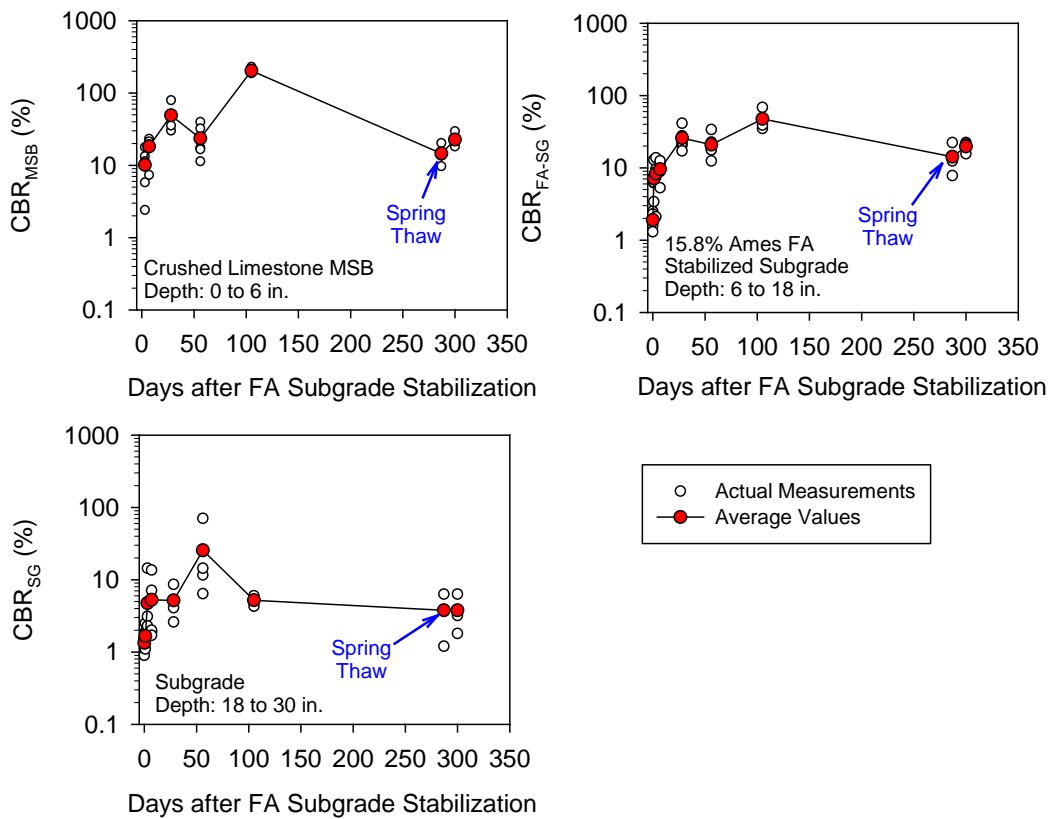 1000
100
10
1
0.1
CBR_MSB (%)
Spring
Thaw
Crushed Limestone MSB
Depth: 0 to 6 in.
0 50 100 150 200 250 300 350
Days after FA Subgrade Stabilization
1000
100
10
1
0.1
CBR_FA-SG (%)
Spring
Thaw
15.8% Ames FA
Stabilized Subgrade
Depth: 6 to 18 in.
0 50 100 150 200 250 300 350
Days after FA Subgrade Stabilization
1000
100
10
1
0.1
CBR_SG (%)
Spring
Thaw
Subgrade
Depth: 18 to 30 in.
0 50 100 150 200 250 300 350
Days after FA Subgrade Stabilization
Actual Measurements
Average Values